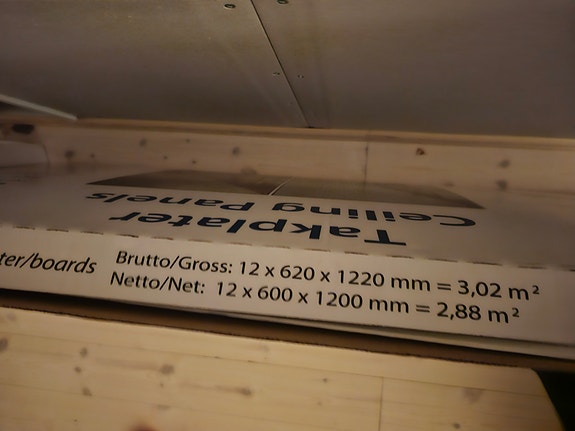 Takplater
Ceiling Panels
ter/boards
Brutto/Gross: 12 x 620 x 1220 mm = 3,02 m²
Netto/Net: 12 x 600 x 1200 mm = 2,88 m²